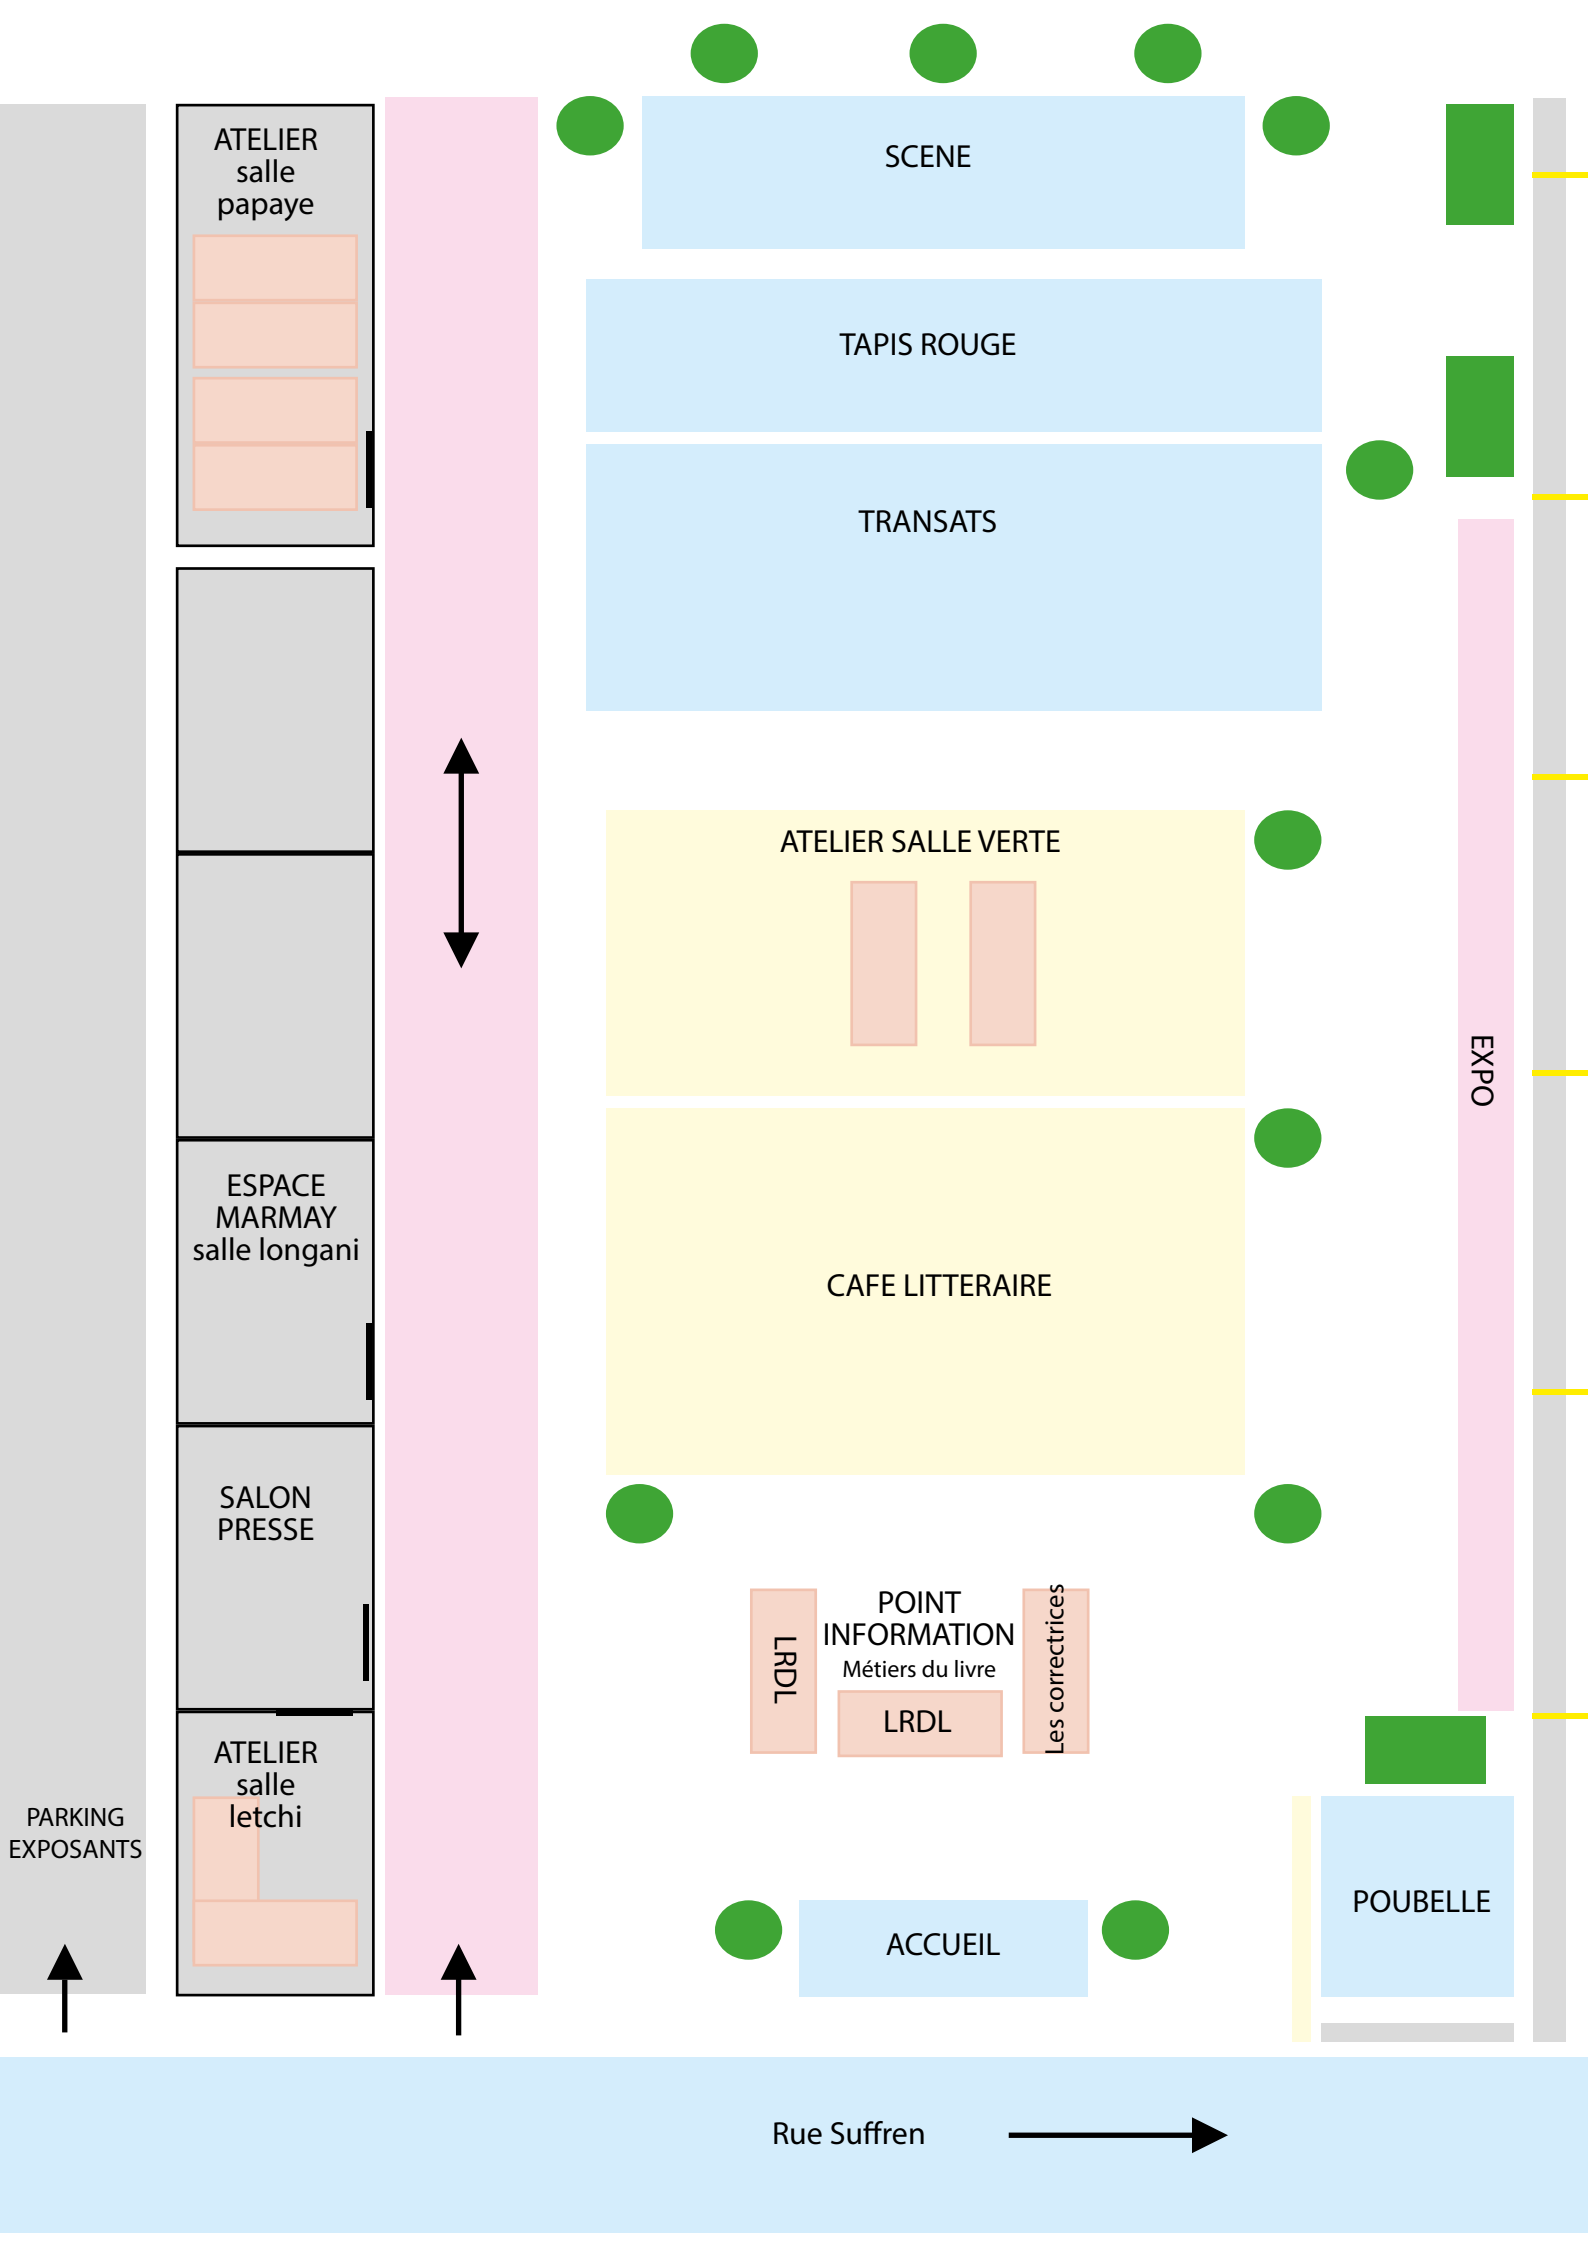 ATELIER
salle
papaye
SCENE
TAPIS ROUGE
TRANSATS
ATELIER SALLE VERTE
EXPO
ESPACE
MARMAY
salle longani
CAFE LITTERAIRE
SALON
PRESSE
POINT
INFORMATION
Métiers du livre
LRDL
LRDL
Les correctrices
ATELIER
salle
letchi
PARKING
EXPOSANTS
POUBELLE
ACCUEIL
Rue Suffren